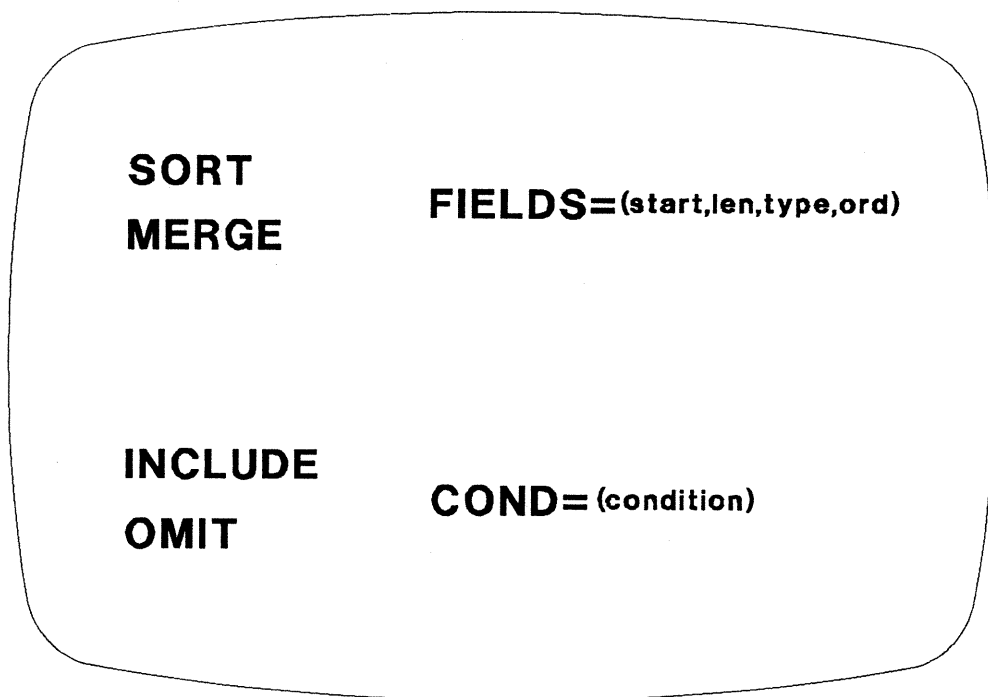 SORT
MERGE
FIELDS=(start,len,type,ord)
INCLUDE
OMIT
COND=(condition)